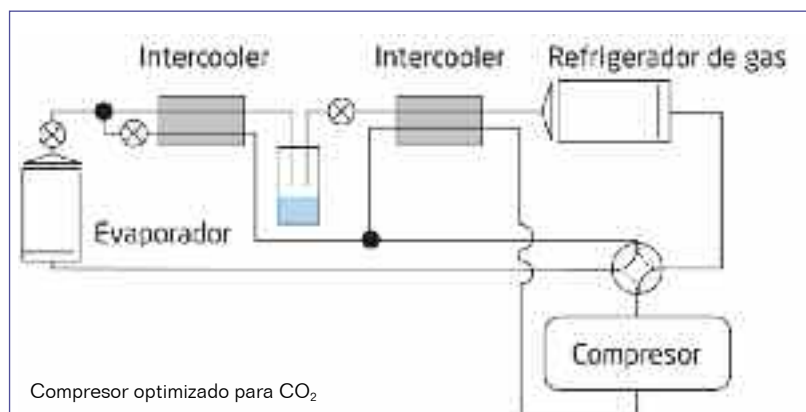 Intercooler Intercooler Refrigerador de gas
Evaporador
Compresor
Compresor optimizado para CO₂